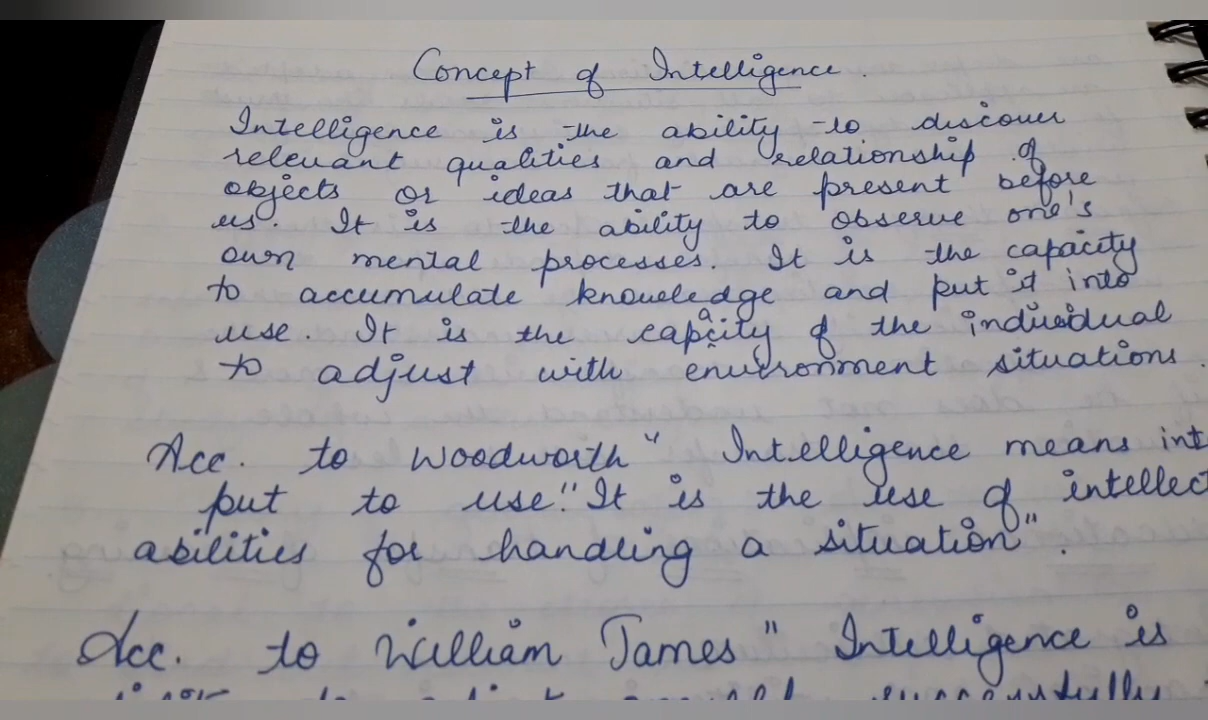 Concept of Intelligence.
Intelligence is the ability to discover
relevant qualities and relationship of
objects or ideas that are present before
us. It is the ability to observe one's
own mental processes. It is the capacity
to accumulate knowledge and put it into
use. It is the capacity of the individual
to adjust with environment situations.
Acc. to Woodworth " Intelligence means int
put to use." It is the use of intellec
abilities for handling a situation".
Acc. to William James " Intelligence is
successfully